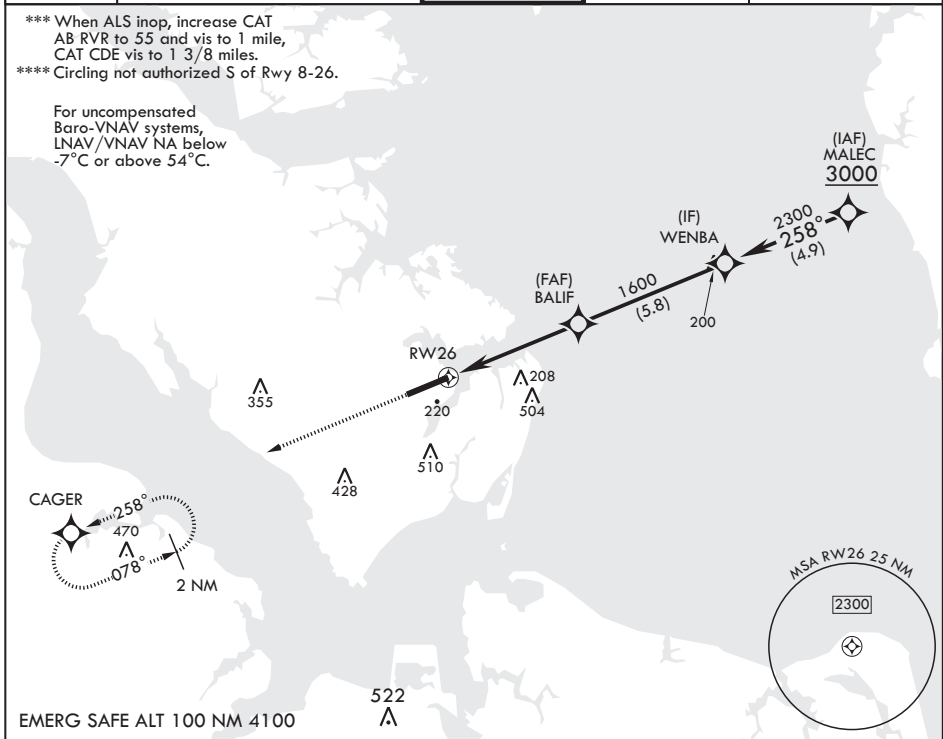 *** When ALS inop, increase CAT
AB RVR to 55 and vis to 1 mile,
CAT CDE vis to 1 3/8 miles.
**** Circling not authorized S of Rwy 8-26.
For uncompensated
Baro-VNAV systems,
LNAV/VNAV NA below
-7°C or above 54°C.
(IAF)
MALEC
3000
2300
258°
(4.9)
(IF)
WENBA
200
1600
(5.8)
(FAF)
BALIF
RW26
208
504
220
355
510
428
CAGER
258°
470
078°
2 NM
MSA RW26 25 NM
2300
522
EMERG SAFE ALT 100 NM 4100